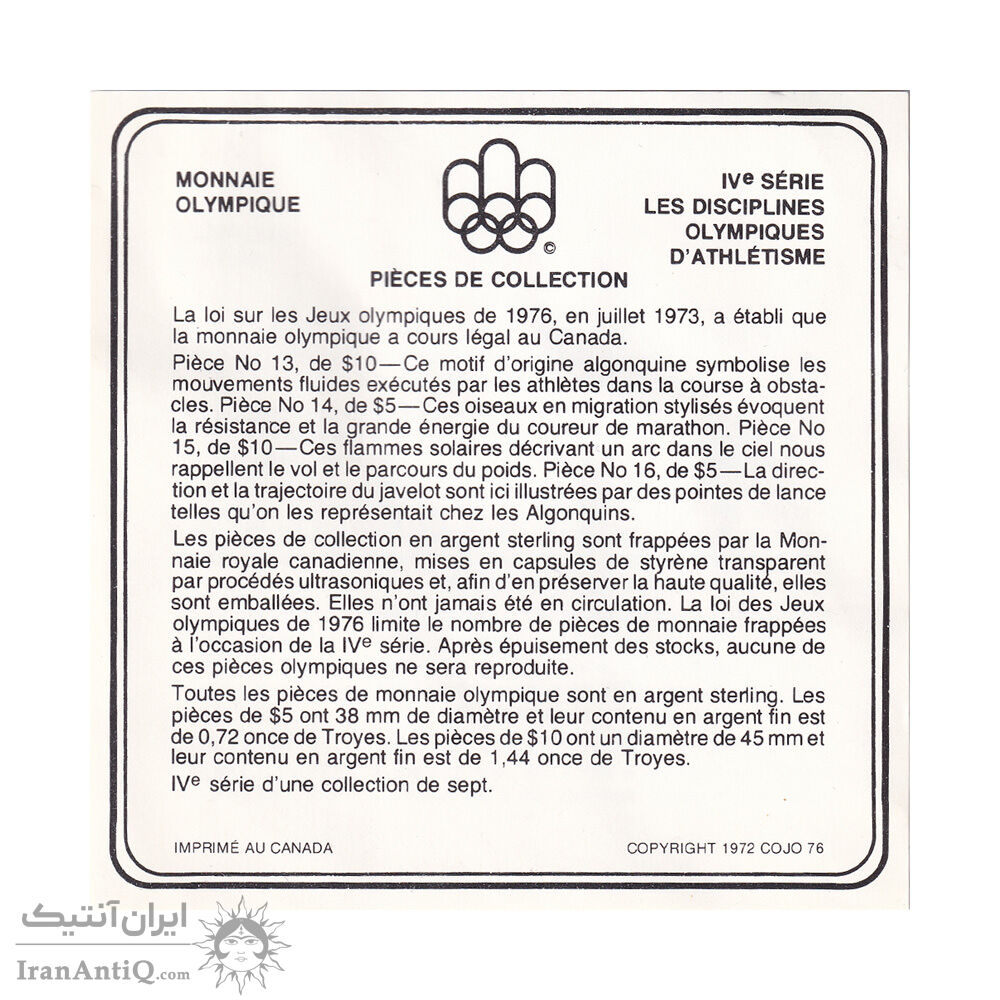 MONNAIE
OLYMPIQUE
©
IVe SÉRIE
LES DISCIPLINES
OLYMPIQUES
D'ATHLÉTISME
PIÈCES DE COLLECTION
La loi sur les Jeux olympiques de 1976, en juillet 1973, a établi que
la monnaie olympique a cours légal au Canada.
Pièce No 13, de $10—Ce motif d'origine algonquine symbolise les
mouvements fluides exécutés par les athlètes dans la course à obsta-
cles. Pièce No 14, de $5—Ces oiseaux en migration stylisés évoquent
la résistance et la grande énergie du coureur de marathon. Pièce No
15, de $10—Ces flammes solaires décrivant un arc dans le ciel nous
rappellent le vol et le parcours du poids. Pièce No 16, de $5—La direc-
tion et la trajectoire du javelot sont ici illustrées par des pointes de lance
telles qu'on les représentait chez les Algonquins.
Les pièces de collection en argent sterling sont frappées par la Mon-
naie royale canadienne, mises en capsules de styrène transparent
par procédés ultrasoniques et, afin d'en préserver la haute qualité, elles
sont emballées. Elles n'ont jamais été en circulation. La loi des Jeux
olympiques de 1976 limite le nombre de pièces de monnaie frappées
à l'occasion de la IVe série. Après épuisement des stocks, aucune de
ces pièces olympiques ne sera reproduite.
Toutes les pièces de monnaie olympique sont en argent sterling. Les
pièces de $5 ont 38 mm de diamètre et leur contenu en argent fin est
de 0,72 once de Troyes. Les pièces de $10 ont un diamètre de 45 mm et
leur contenu en argent fin est de 1,44 once de Troyes.
IVe série d'une collection de sept.
IMPRIMÉ AU CANADA
COPYRIGHT 1972 COJO 76
ایران آنتیک
IranAntiQ.com